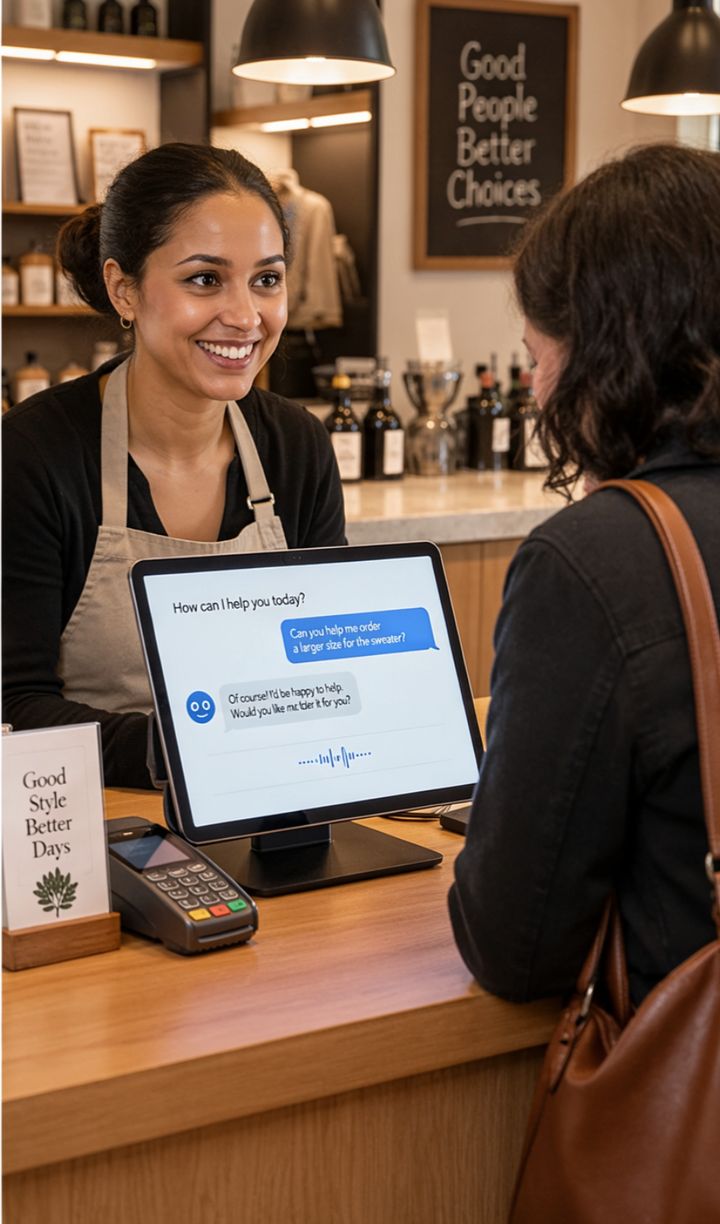 Good
People
Better
Choices
How can I help you today?
Can you help me order
a larger size for the sweater?
Of course! I'd be happy to help.
Would you like it for you?
Good
Style
Better
Days